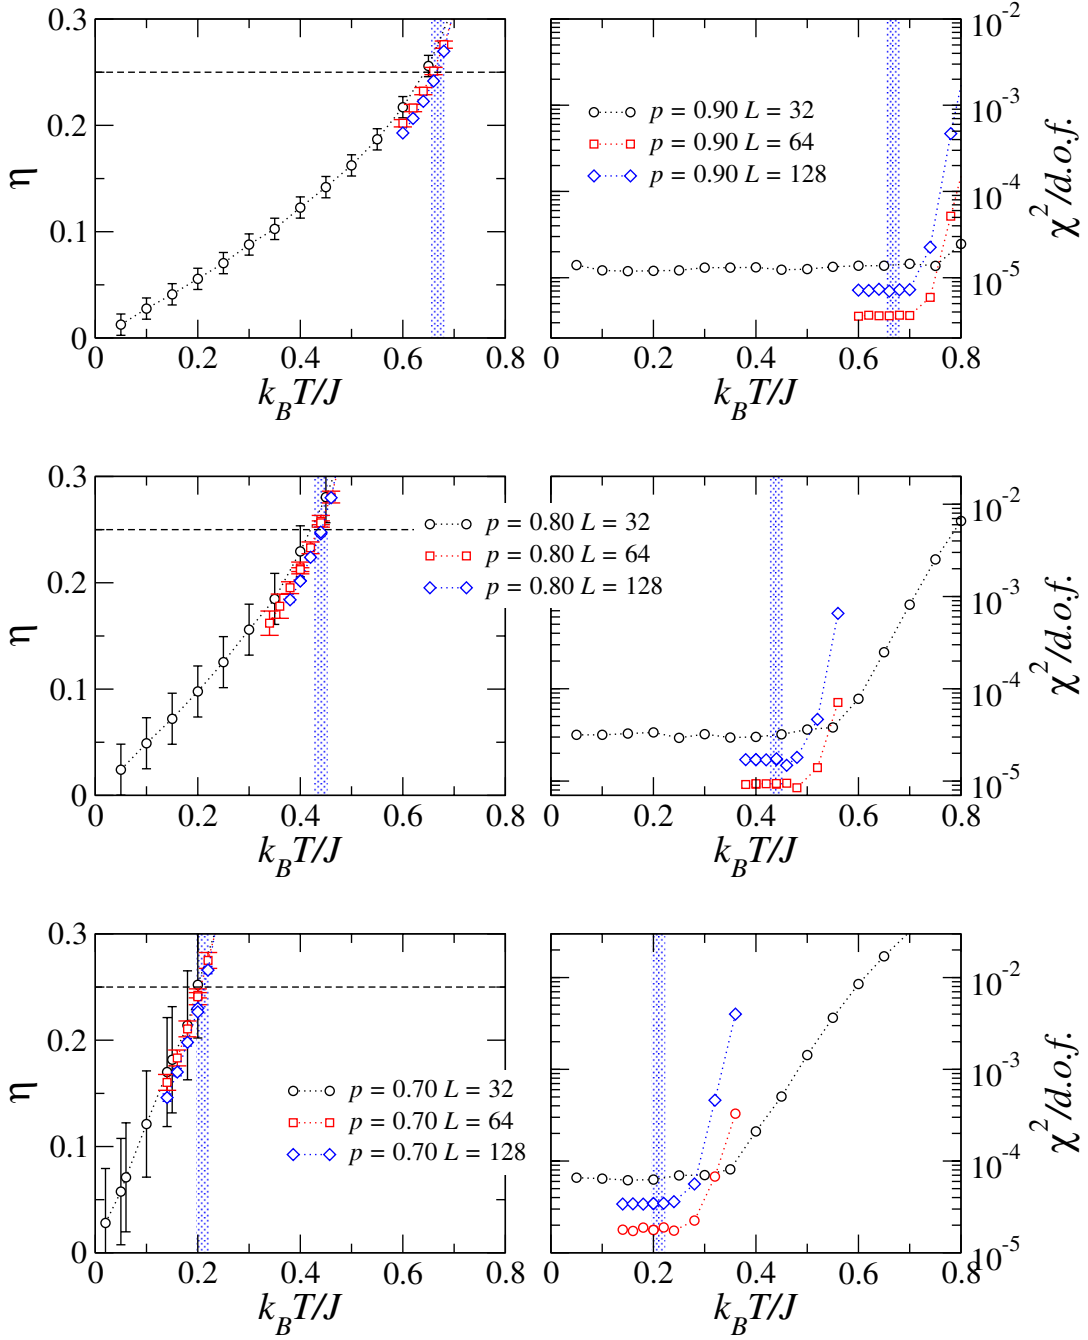 0.3
0.2
0.1
0
η
0 0.2 0.4 0.6 0.8
k_B T/J
10^-2
10^-3
10^-4
10^-5
χ^2/d.o.f.
p = 0.90 L = 32
p = 0.90 L = 64
p = 0.90 L = 128
0 0.2 0.4 0.6 0.8
k_B T/J
0.3
0.2
0.1
0
η
0 0.2 0.4 0.6 0.8
k_B T/J
p = 0.80 L = 32
p = 0.80 L = 64
p = 0.80 L = 128
10^-2
10^-3
10^-4
10^-5
χ^2/d.o.f.
0 0.2 0.4 0.6 0.8
k_B T/J
0.3
0.2
0.1
0
η
p = 0.70 L = 32
p = 0.70 L = 64
p = 0.70 L = 128
0 0.2 0.4 0.6 0.8
k_B T/J
10^-2
10^-3
10^-4
10^-5
χ^2/d.o.f.
0 0.2 0.4 0.6 0.8
k_B T/J